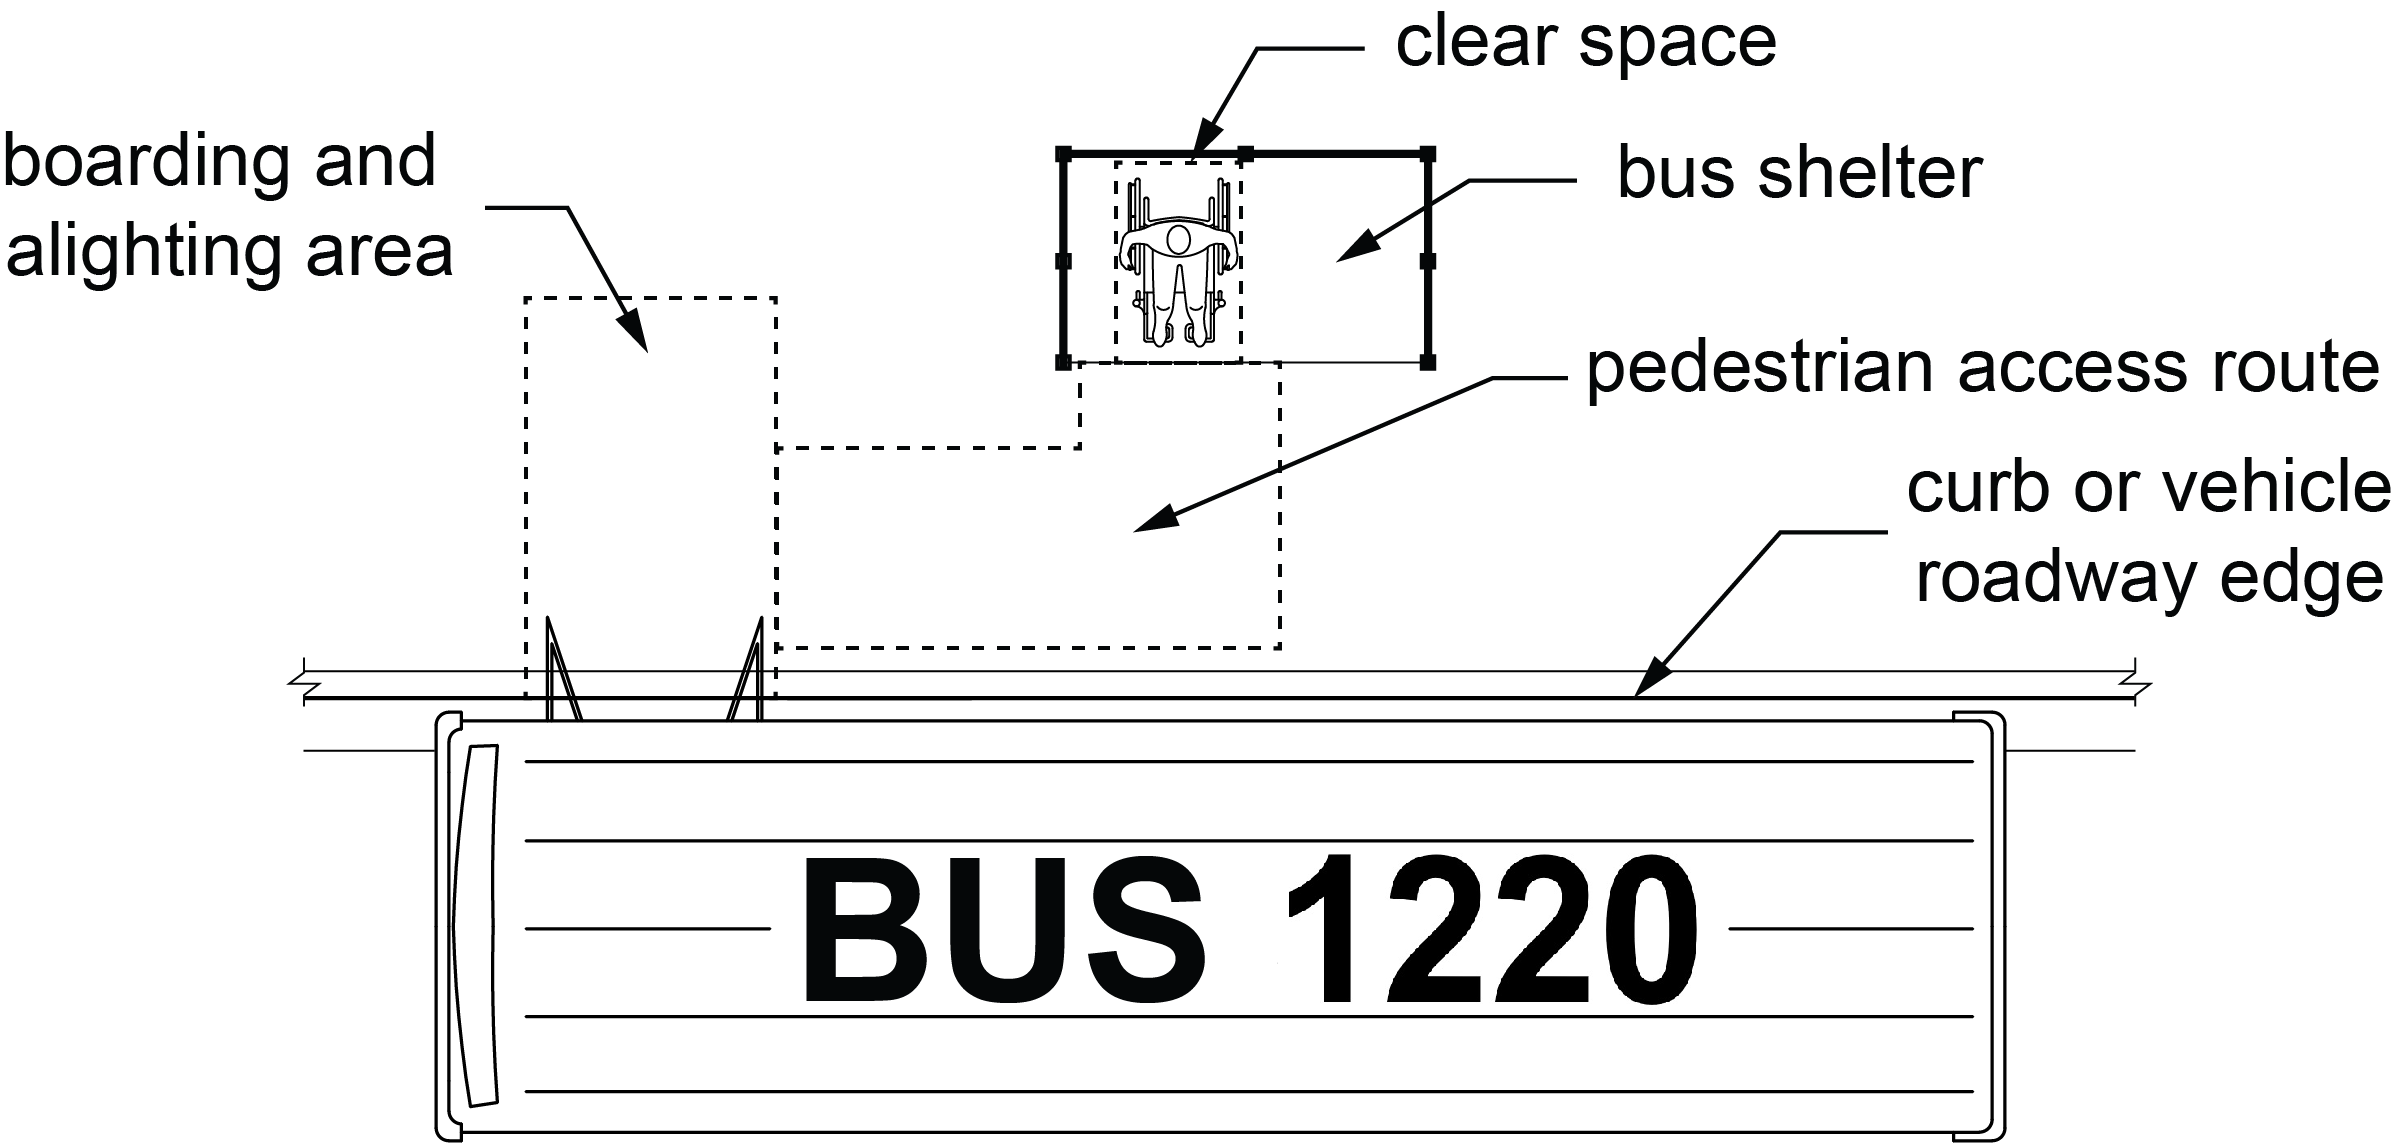 clear space
boarding and
alighting area
bus shelter
pedestrian access route
curb or vehicle
roadway edge
BUS 1220